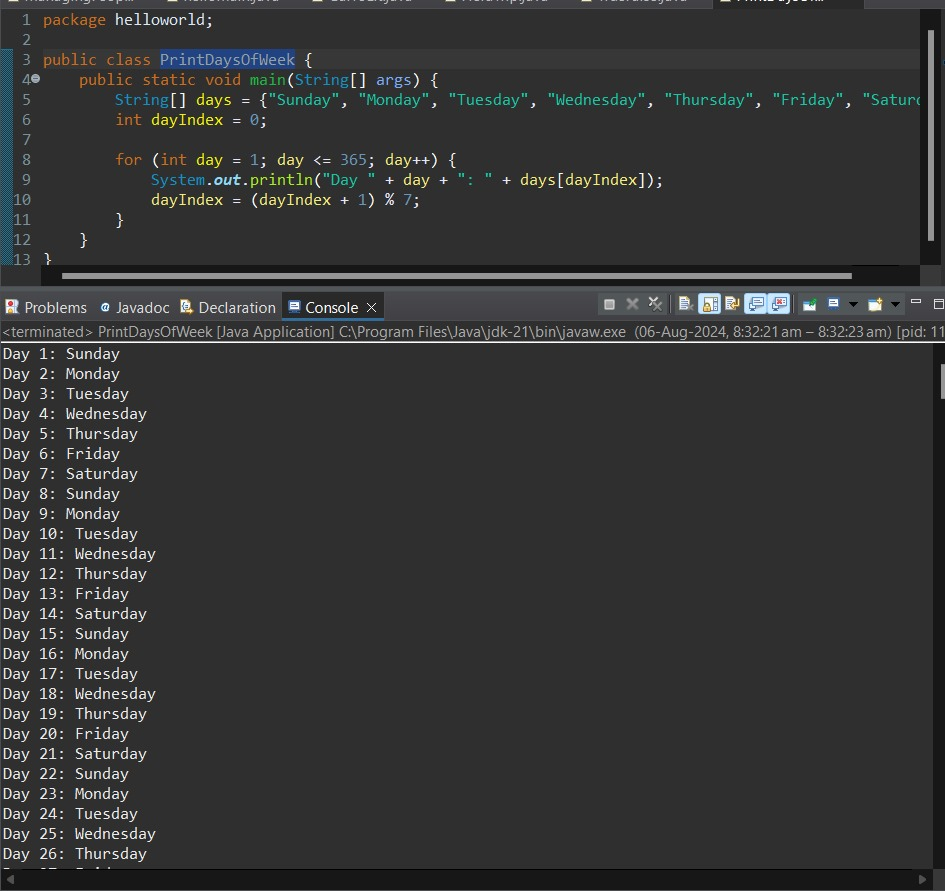 1 package helloworld;
2
3 public class PrintDaysOfWeek {
4 public static void main(String[] args) {
5 String[] days = {"Sunday", "Monday", "Tuesday", "Wednesday", "Thursday", "Friday", "Satur
6 int dayIndex = 0;
7
8 for (int day = 1; day <= 365; day++) {
9 System.out.println("Day " + day + ": " + days[dayIndex]);
10 dayIndex = (dayIndex + 1) % 7;
11 }
12 }
13 }
Problems @ Javadoc Declaration Console
<terminated> PrintDaysOfWeek [Java Application] C:\Program Files\Java\jdk-21\bin\javaw.exe (06-Aug-2024, 8:32:21 am – 8:32:23 am) [pid: 11
Day 1: Sunday
Day 2: Monday
Day 3: Tuesday
Day 4: Wednesday
Day 5: Thursday
Day 6: Friday
Day 7: Saturday
Day 8: Sunday
Day 9: Monday
Day 10: Tuesday
Day 11: Wednesday
Day 12: Thursday
Day 13: Friday
Day 14: Saturday
Day 15: Sunday
Day 16: Monday
Day 17: Tuesday
Day 18: Wednesday
Day 19: Thursday
Day 20: Friday
Day 21: Saturday
Day 22: Sunday
Day 23: Monday
Day 24: Tuesday
Day 25: Wednesday
Day 26: Thursday